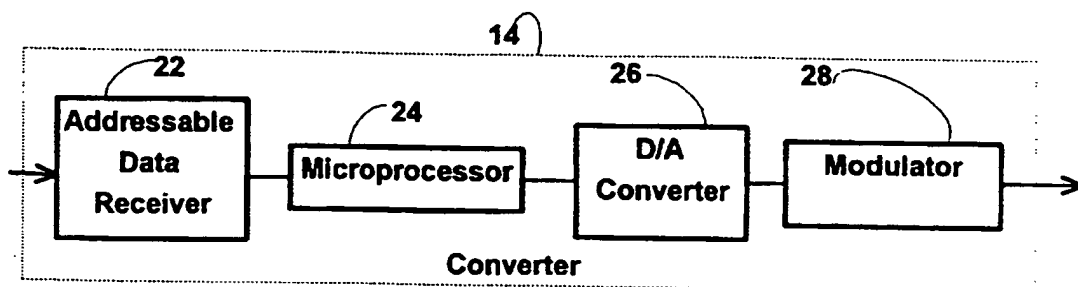 14
22
Addressable
Data
Receiver
24
Microprocessor
26
D/A
Converter
28
Modulator
Converter